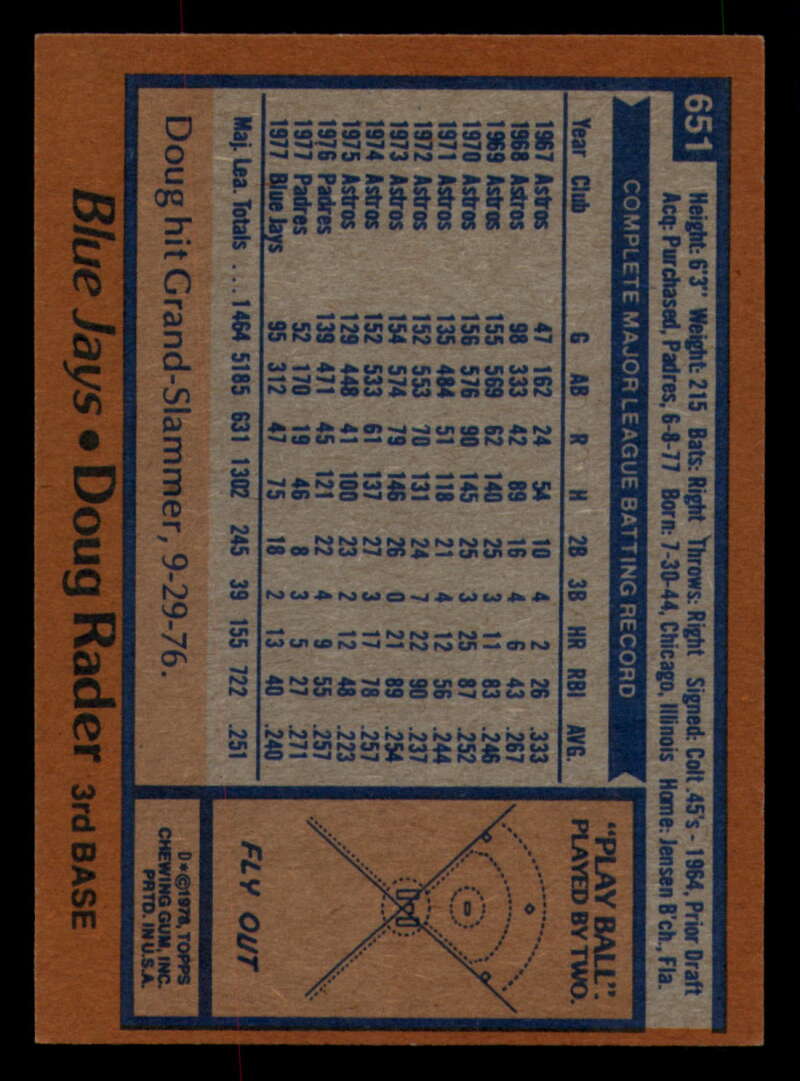 651
Height: 6'3" Weight: 215 Bats: Right Throws: Right Signed: Colt .45's - 1964, Prior Draft
Acq: Purchased, Padres, 6-8-77 Born: 7-30-44, Chicago, Illinois Home: Jensen B'ch., Fla.
COMPLETE MAJOR LEAGUE BATTING RECORD
Year Club G AB R H 2B 3B HR RBI AVG.
1967 Astros 47 162 24 54 10 4 2 26 .333
1968 Astros 98 333 42 89 16 4 6 43 .267
1969 Astros 155 569 62 140 25 3 11 83 .246
1970 Astros 156 576 90 145 25 3 25 87 .252
1971 Astros 135 484 51 118 21 4 12 56 .244
1972 Astros 152 553 70 131 24 7 22 90 .237
1973 Astros 154 574 79 146 26 0 21 89 .254
1974 Astros 152 533 61 137 27 3 17 78 .257
1975 Astros 129 448 41 100 23 2 12 48 .223
1976 Padres 139 471 45 121 22 4 9 55 .257
1977 Padres 52 170 19 46 8 3 5 27 .271
1977 Blue Jays 95 312 47 75 18 2 13 40 .240
Maj. Lea. Totals .... 1464 5185 631 1302 245 39 155 722 .251
Doug hit Grand-Slammer, 9-29-76.
"PLAY BALL":
PLAYED BY TWO.
FLY OUT
D*©1978, TOPPS
CHEWING GUM, INC.
PRTD. IN U.S.A.
Blue Jays • Doug Rader 3rd BASE